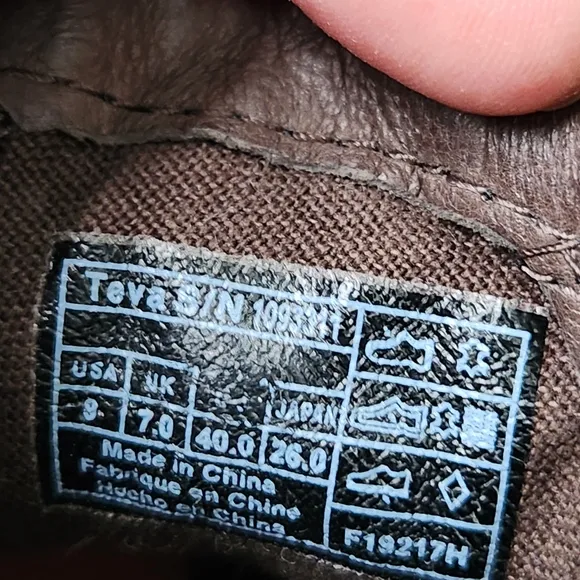 Teva S/N
USA UK JAPAN
9 7.0 40.0 26.0
Made in China
Fabrique en Chine
Hecho en China
F19217H